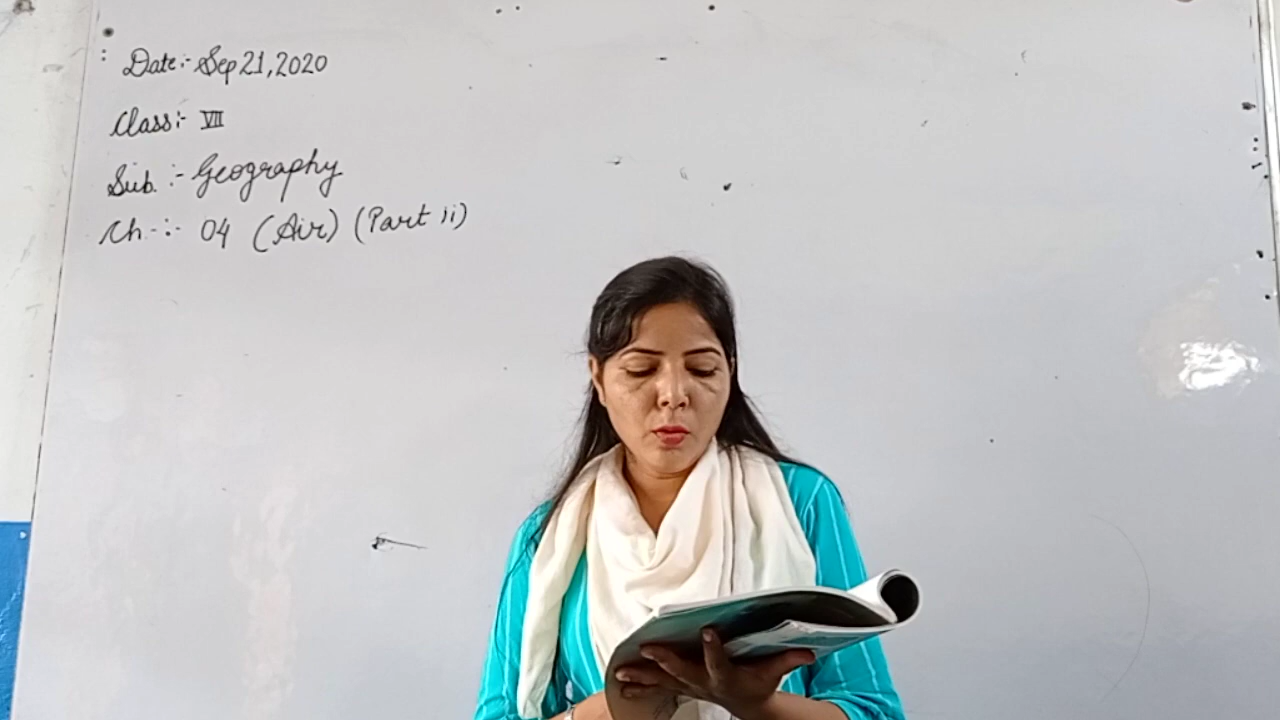 Date:- Sep 21, 2020
Class:- VII
Sub. :- Geography
Ch-:- 04 (Air) (Part ii)